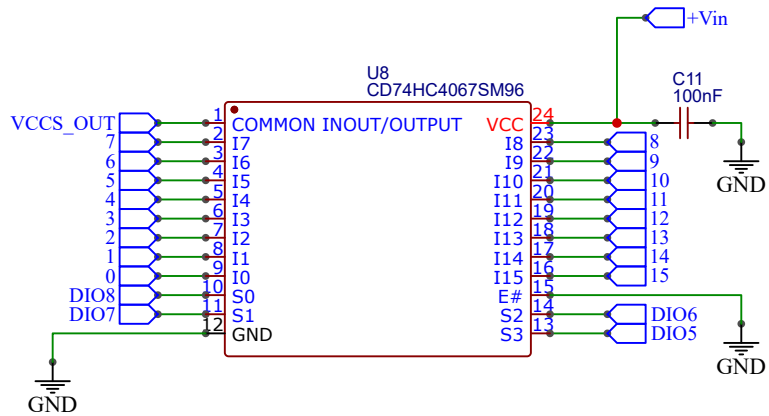 +Vin
U8
CD74HC4067SM96
C11
100nF
VCCS_OUT 1 COMMON INOUT/OUTPUT VCC 24
7 2 I7 I8 23 8
6 3 I6 I9 22 9
5 4 I5 I10 21 10
4 5 I4 I11 20 11
3 6 I3 I12 19 12
2 7 I2 I13 18 13
1 8 I1 I14 17 14
0 9 I0 I15 16 15
DIO8 10 S0 E# 15
DIO7 11 S1 S2 14 DIO6
12 GND S3 13 DIO5
GND
GND
GND